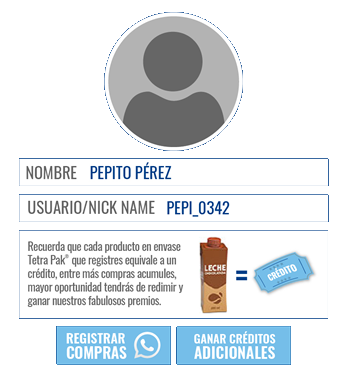 NOMBRE PEPITO PÉREZ
USUARIO/NICK NAME PEPI_0342
Recuerda que cada producto en envase
Tetra Pak® que registres equivale a un
crédito, entre más compras acumules,
mayor oportunidad tendrás de redimir y
ganar nuestros fabulosos premios.
LECHE
=
CRÉDITO
REGISTRAR
COMPRAS
GANAR CRÉDITOS
ADICIONALES